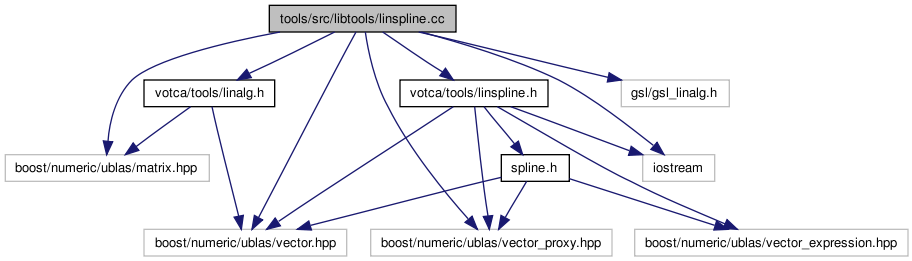 tools/src/libtools/linspline.cc
votca/tools/linalg.h
votca/tools/linspline.h
gsl/gsl_linalg.h
boost/numeric/ublas/matrix.hpp
spline.h
iostream
boost/numeric/ublas/vector.hpp
boost/numeric/ublas/vector_proxy.hpp
boost/numeric/ublas/vector_expression.hpp